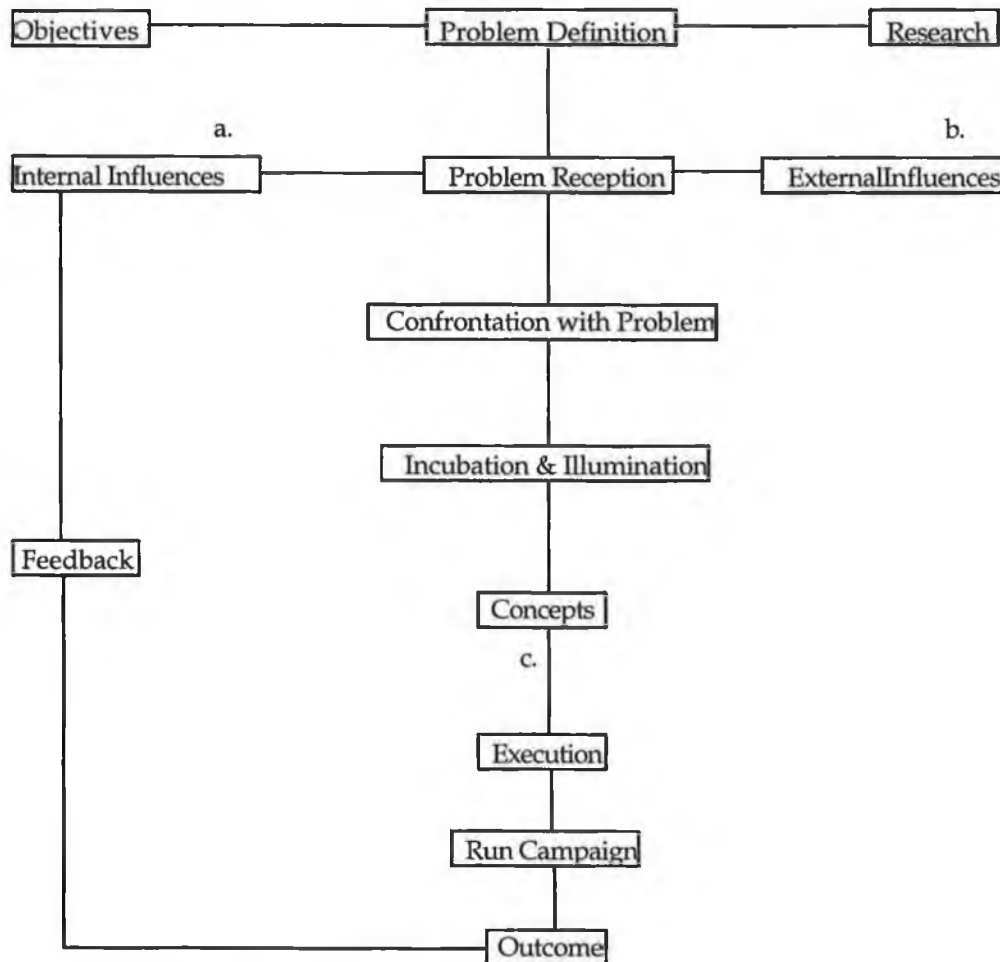 Objectives
Problem Definition
Research
a.
b.
Internal Influences
Problem Reception
ExternalInfluences
Confrontation with Problem
Incubation & Illumination
Feedback
Concepts
c.
Execution
Run Campaign
Outcome